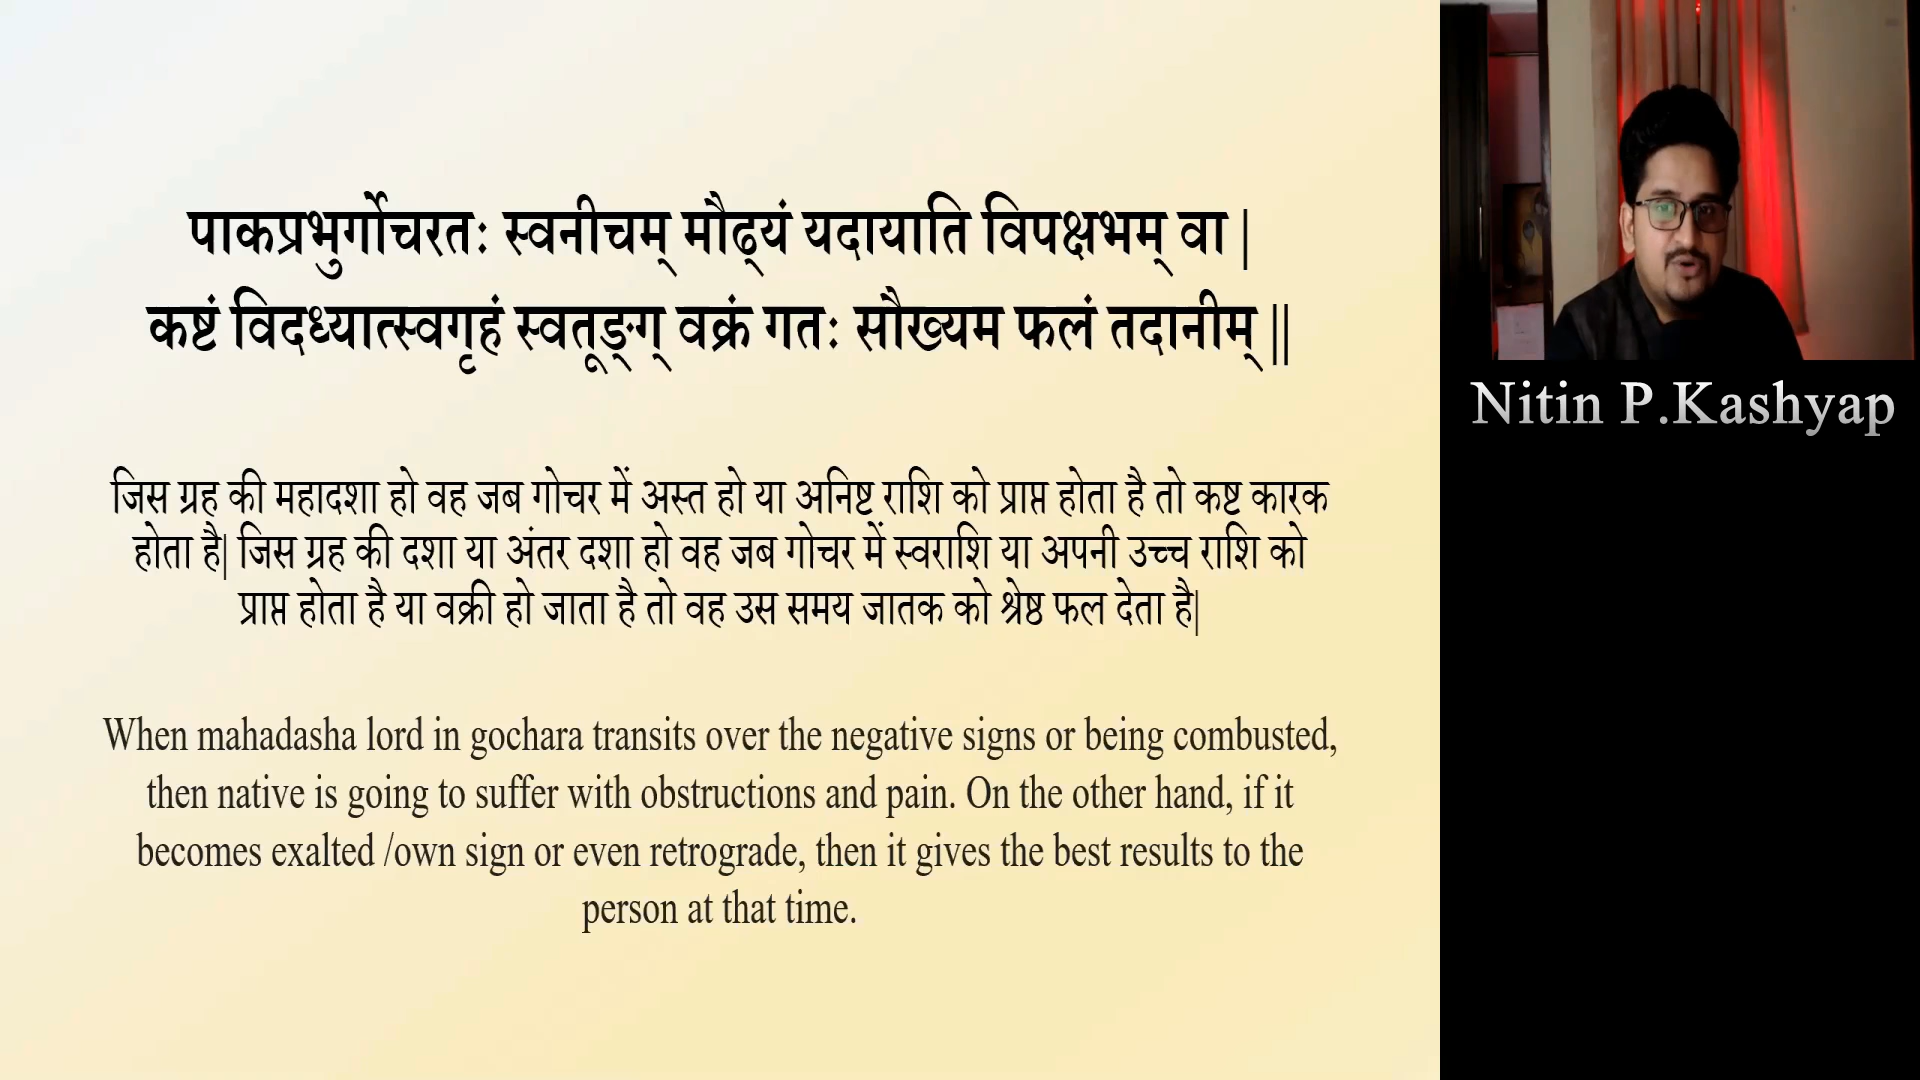 पाकप्रभुर्गोचरतः स्वनीचम् मौढ्यं यदायाति विपक्षभम् वा |
कष्टं विदध्यात्स्वगृहं स्वतूङ्ग् वक्रं गतः सौख्यम फलं तदानीम् ||
जिस ग्रह की महादशा हो वह जब गोचर में अस्त हो या अनिष्ट राशि को प्राप्त होता है तो कष्ट कारक
होता है| जिस ग्रह की दशा या अंतर दशा हो वह जब गोचर में स्वराशि या अपनी उच्च राशि को
प्राप्त होता है या वक्री हो जाता है तो वह उस समय जातक को श्रेष्ठ फल देता है|
When mahadasha lord in gochara transits over the negative signs or being combusted,
then native is going to suffer with obstructions and pain. On the other hand, if it
becomes exalted /own sign or even retrograde, then it gives the best results to the
person at that time.
Nitin P.Kashyap